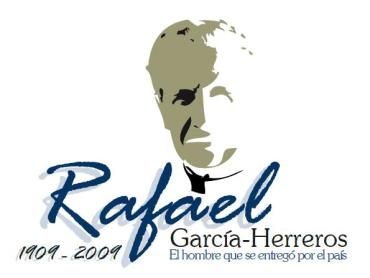 Rafael
García-Herreros
1909 - 2009
El hombre que se entregó por el país